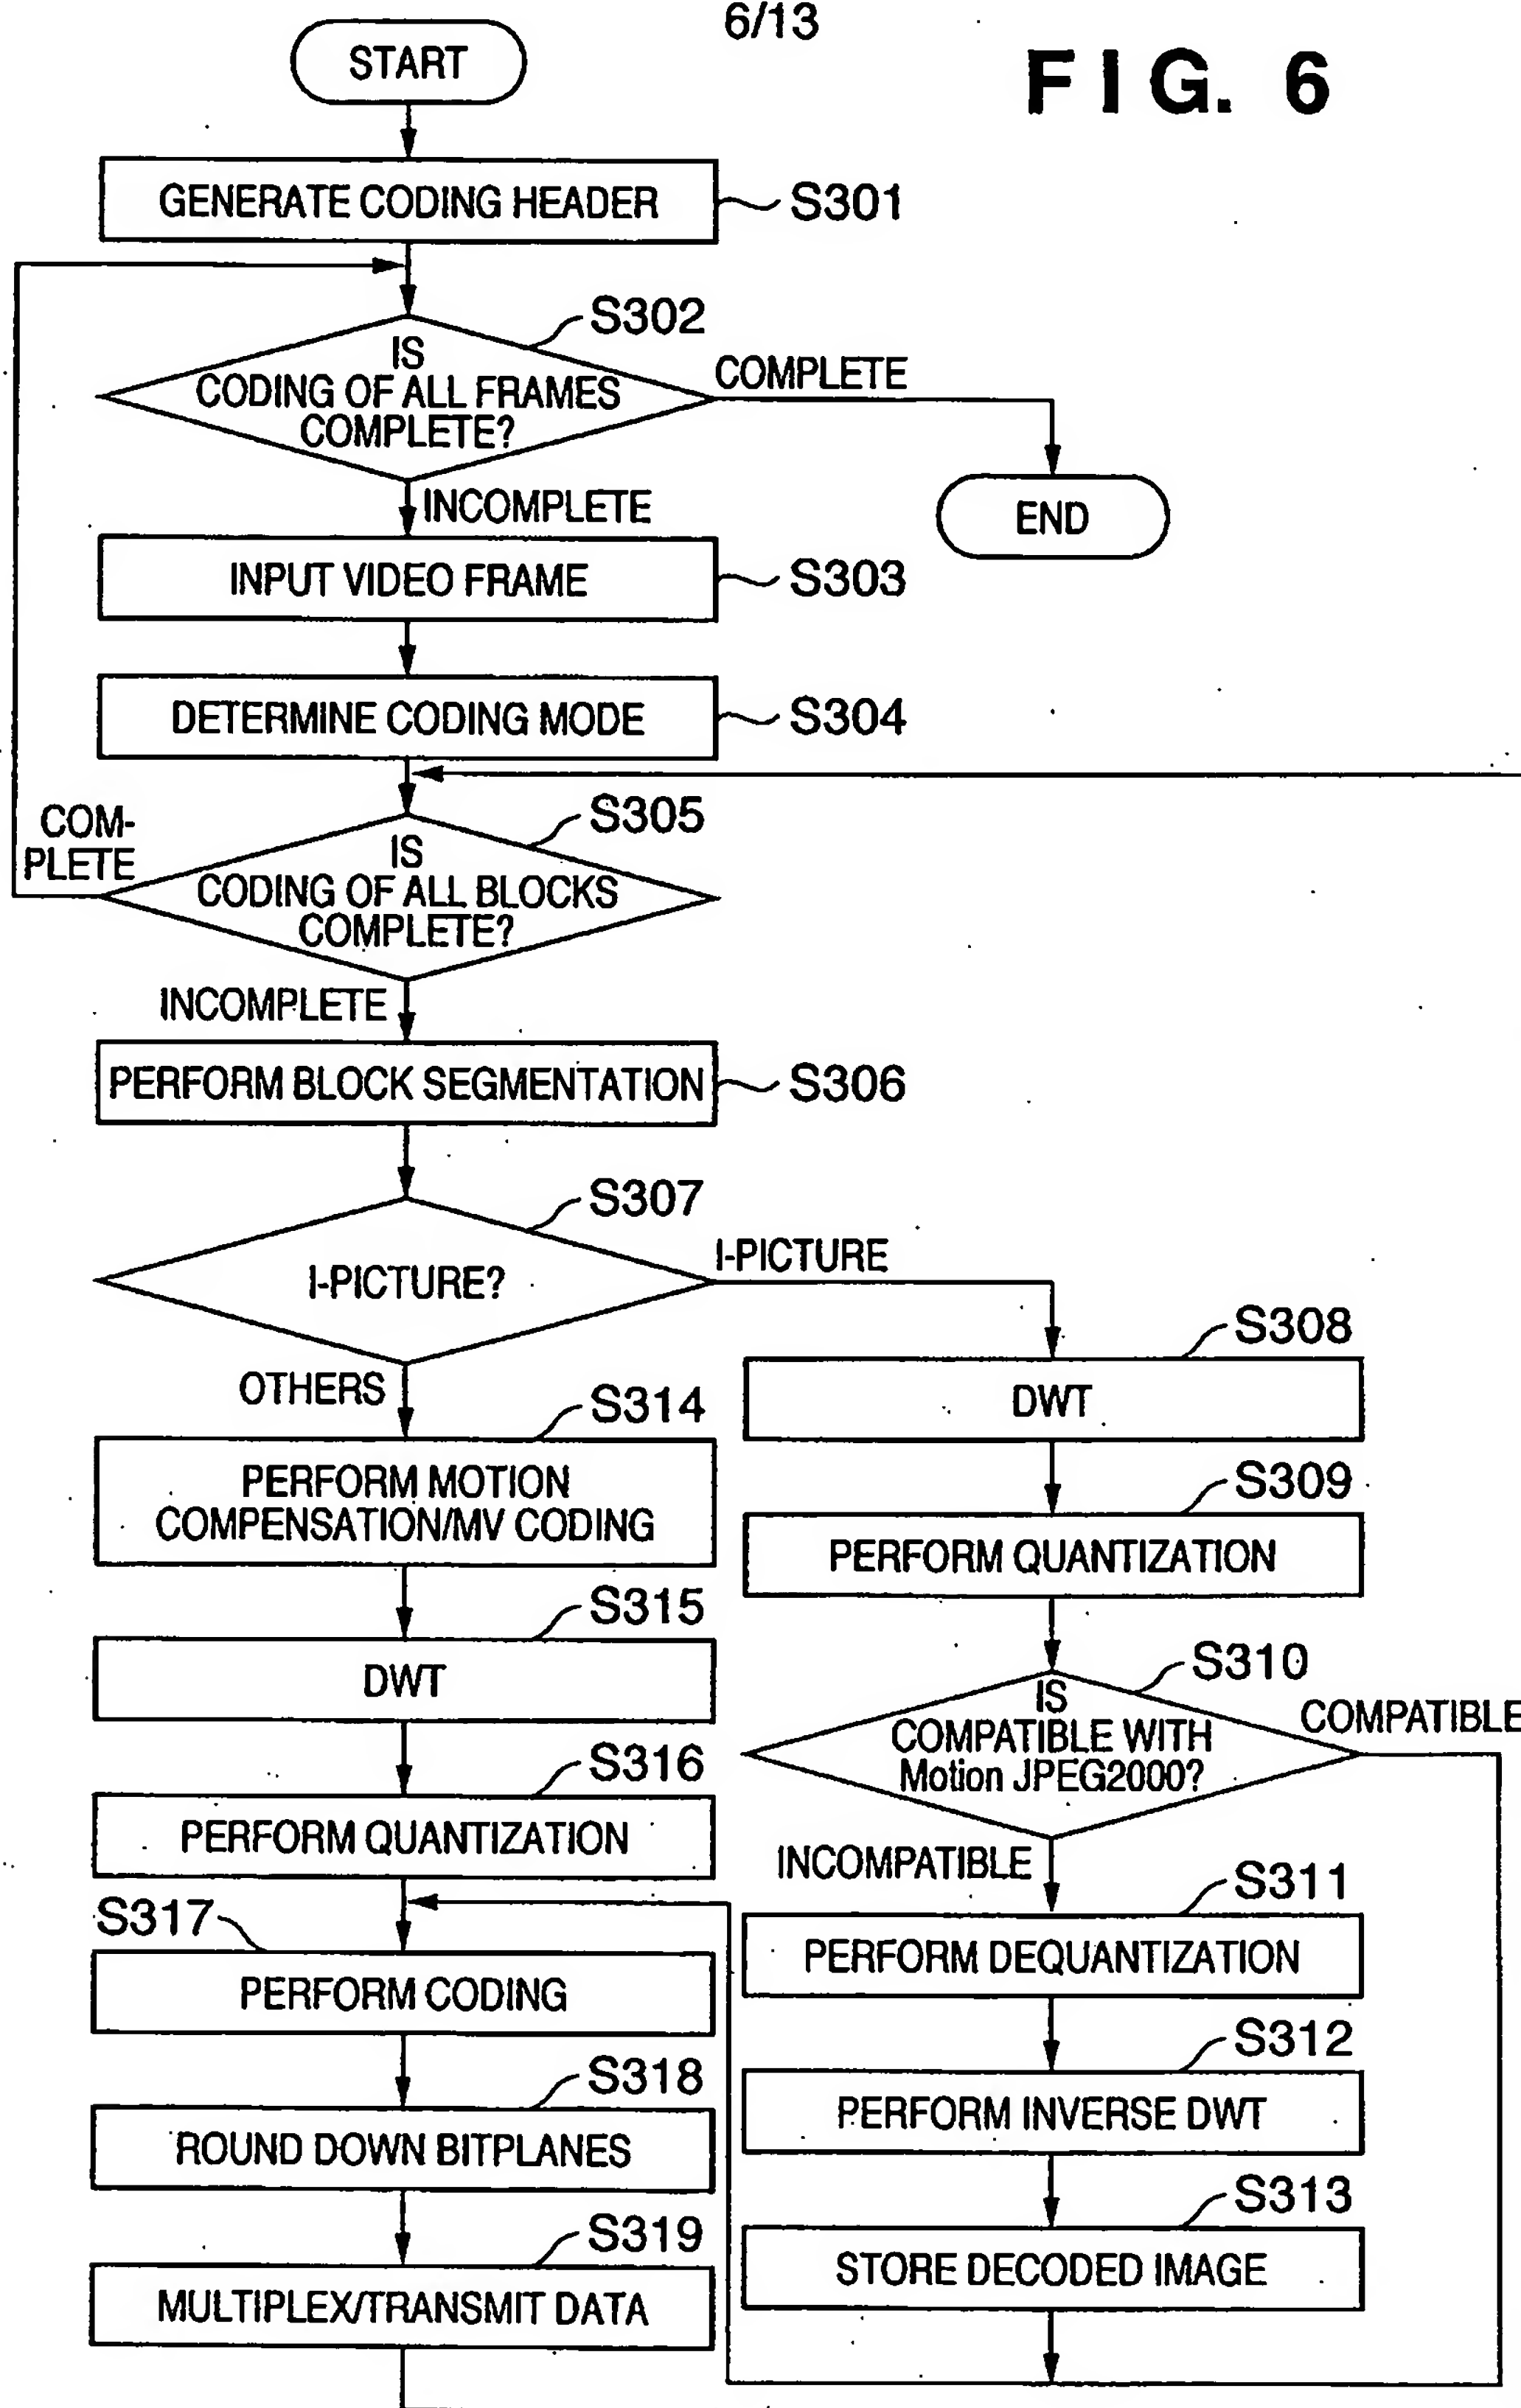 6/13
FIG. 6
START
GENERATE CODING HEADER
S301
S302
IS
CODING OF ALL FRAMES
COMPLETE?
COMPLETE
END
INCOMPLETE
INPUT VIDEO FRAME
S303
DETERMINE CODING MODE
S304
S305
COM-
PLETE
IS
CODING OF ALL BLOCKS
COMPLETE?
INCOMPLETE
PERFORM BLOCK SEGMENTATION
S306
S307
I-PICTURE?
I-PICTURE
OTHERS
S308
DWT
S309
PERFORM QUANTIZATION
S310
IS
COMPATIBLE WITH
Motion JPEG2000?
COMPATIBLE
INCOMPATIBLE
S311
PERFORM DEQUANTIZATION
S312
PERFORM INVERSE DWT
S313
STORE DECODED IMAGE
S314
PERFORM MOTION
COMPENSATION/MV CODING
S315
DWT
S316
PERFORM QUANTIZATION
S317
PERFORM CODING
S318
ROUND DOWN BITPLANES
S319
MULTIPLEX/TRANSMIT DATA